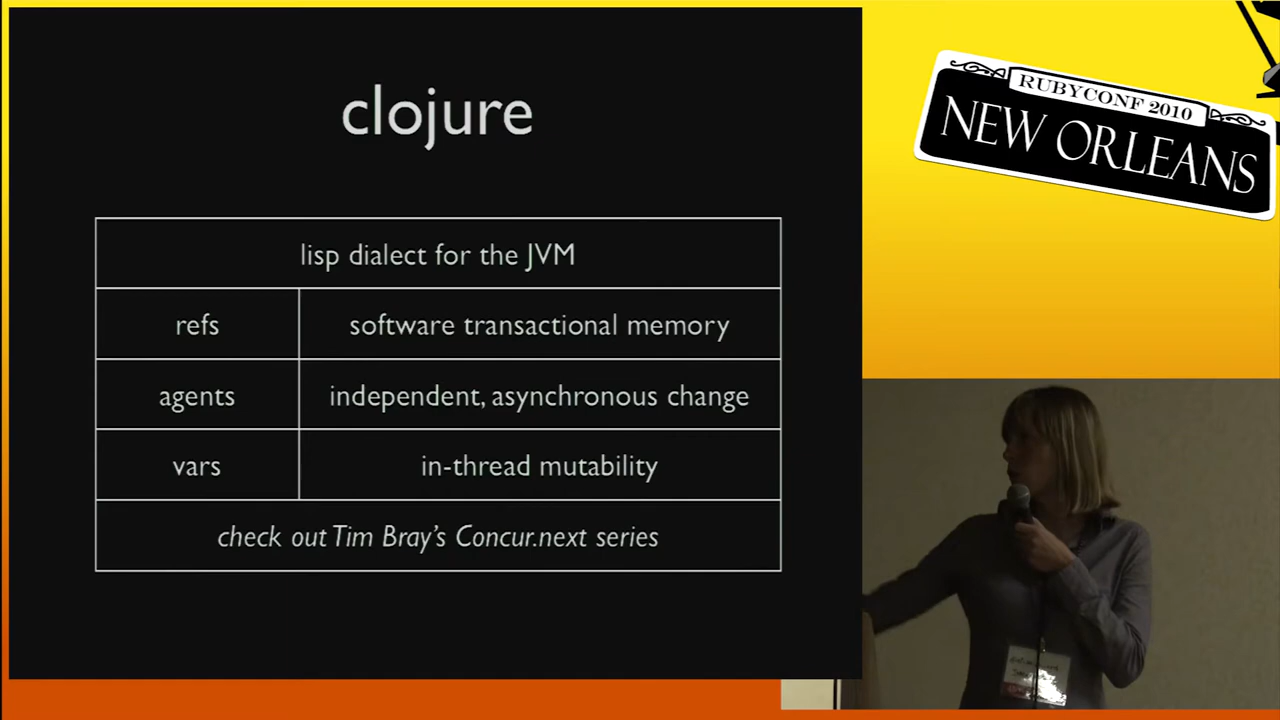 clojure
lisp dialect for the JVM
refs
software transactional memory
agents
independent, asynchronous change
vars
in-thread mutability
check out Tim Bray's Concur.next series
RUBYCONF 2010
NEW ORLEANS